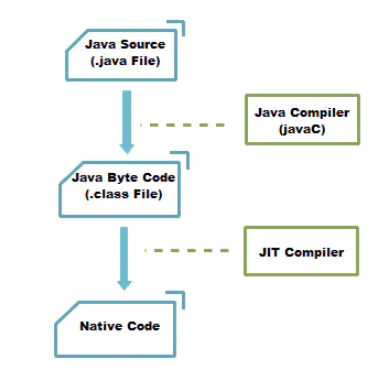 Java Source
(.java File)
Java Compiler
(javaC)
Java Byte Code
(.class File)
JIT Compiler
Native Code